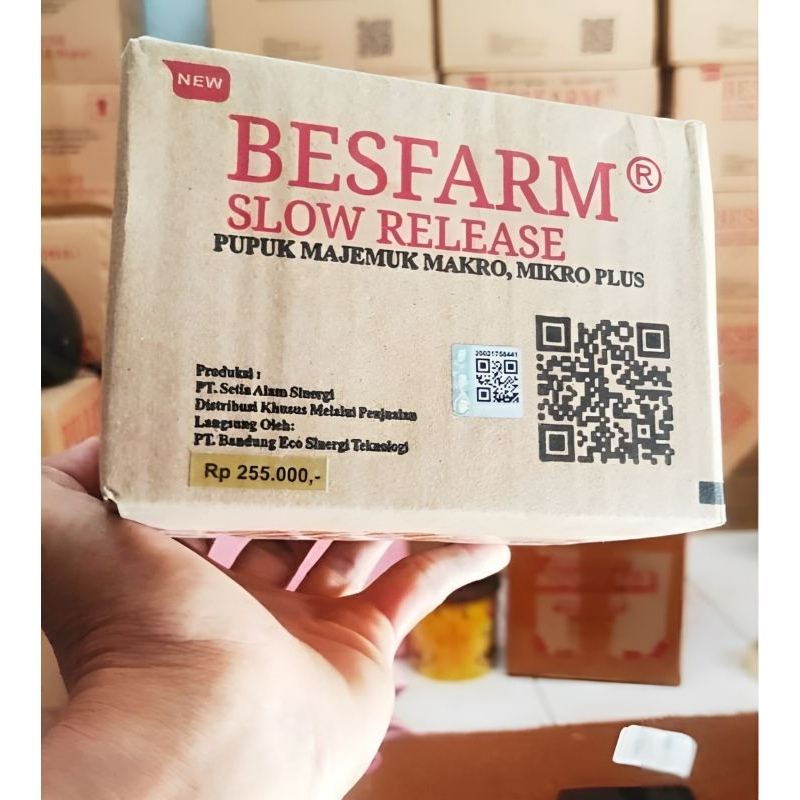 NEW
BESFARM®
SLOW RELEASE
PUPUK MAJEMUK MAKRO, MIKRO PLUS
Produksi :
PT. Setia Alam Sinergi
Distribusi Khusus Melalui Penjualan
Langsung Oleh:
PT. Bandung Eco Sinergi Teknologi
Rp 255.000,-